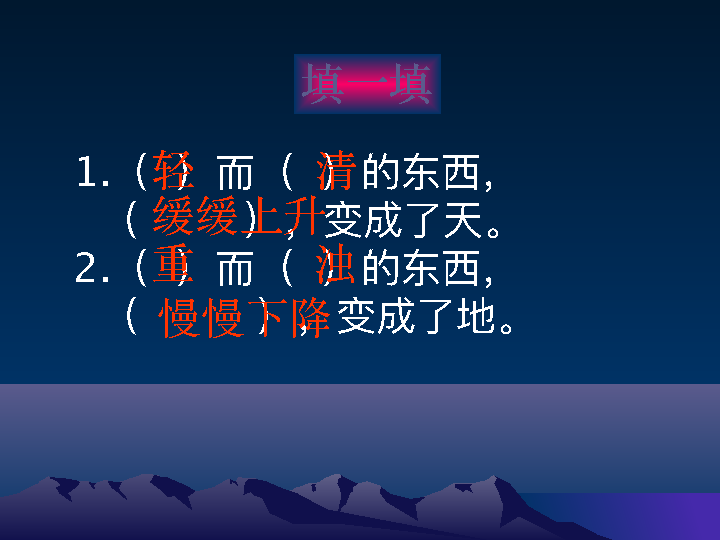 填一填
1.（轻）而（清）的东西，
（缓缓上升），变成了天。
2.（重）而（浊）的东西，
（慢慢下降），变成了地。